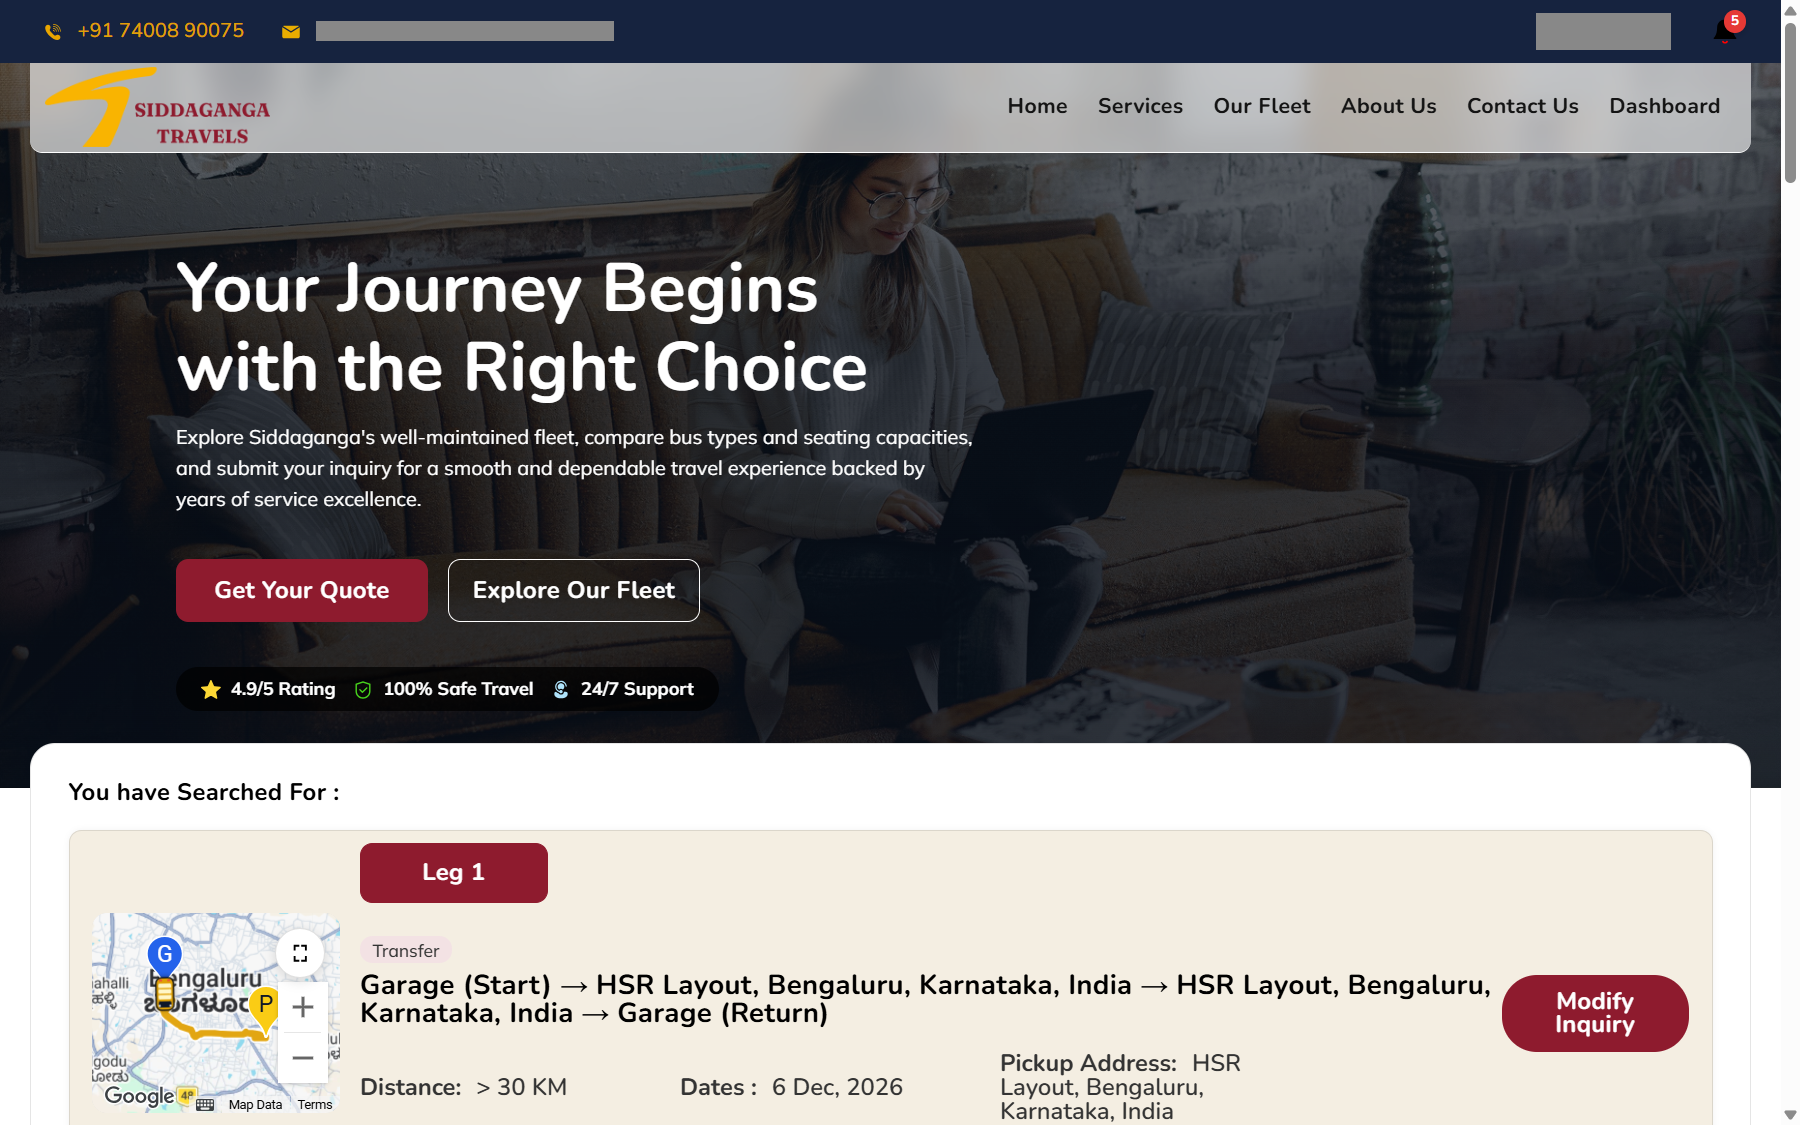 +91 74008 90075
5
SIDDAGANGA
TRAVELS
Home
Services
Our Fleet
About Us
Contact Us
Dashboard
Your Journey Begins
with the Right Choice
Explore Siddaganga's well-maintained fleet, compare bus types and seating capacities,
and submit your inquiry for a smooth and dependable travel experience backed by
years of service excellence.
Get Your Quote
Explore Our Fleet
4.9/5 Rating
100% Safe Travel
24/7 Support
You have Searched For :
Leg 1
Transfer
Garage (Start) → HSR Layout, Bengaluru, Karnataka, India → HSR Layout, Bengaluru,
Karnataka, India → Garage (Return)
Modify
Inquiry
Distance: > 30 KM
Dates : 6 Dec, 2026
Pickup Address: HSR
Layout, Bengaluru,
Karnataka, India
G
Bengaluru
P
Google
Map Data
Terms